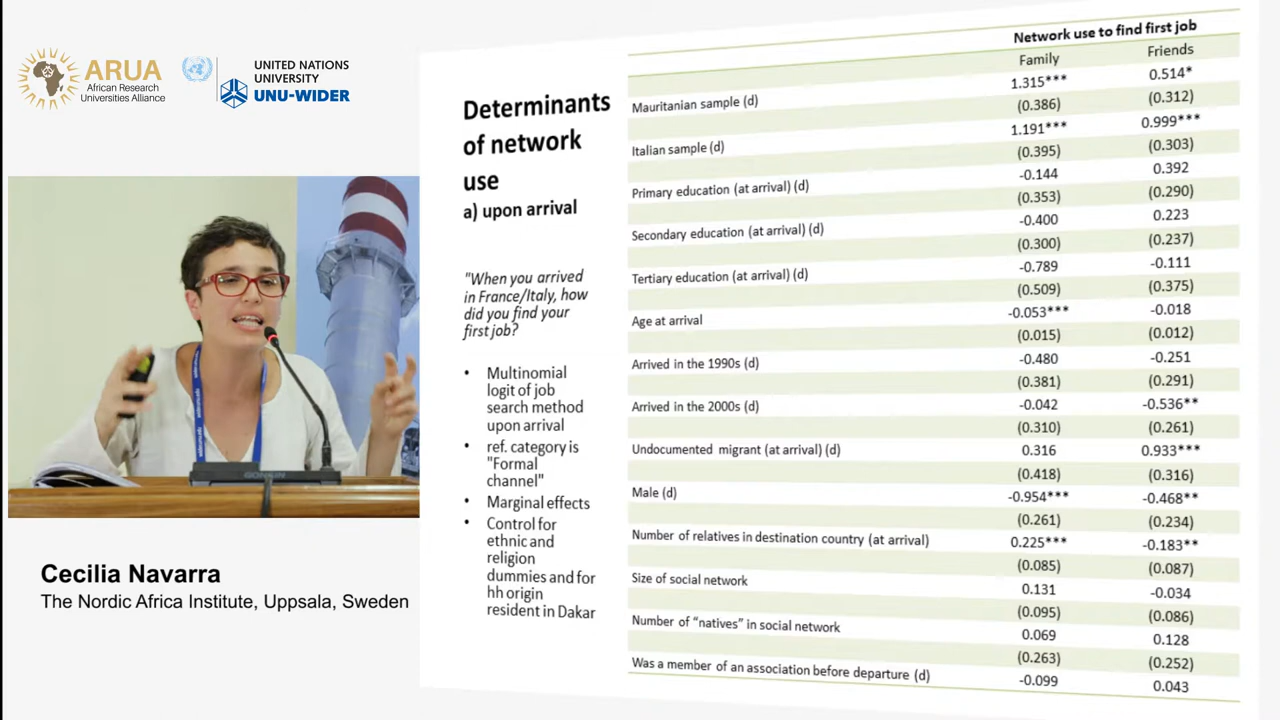 ARUA
African Research
Universities Alliance
UNITED NATIONS
UNIVERSITY
UNU-WIDER
Cecilia Navarra
The Nordic Africa Institute, Uppsala, Sweden
Determinants
of network
use
a) upon arrival
"When you arrived
in France/Italy, how
did you find your
first job?
• Multinomial
logit of job
search method
upon arrival
• ref. category is
"Formal
channel"
• Marginal effects
• Control for
ethnic and
religion
dummies and for
hh origin
resident in Dakar
Network use to find first job
Family Friends
Mauritanian sample (d) 1.315*** 0.514*
(0.386) (0.312)
Italian sample (d) 1.191*** 0.999***
(0.395) (0.303)
Primary education (at arrival) (d) -0.144 0.392
(0.353) (0.290)
Secondary education (at arrival) (d) -0.400 0.223
(0.300) (0.237)
Tertiary education (at arrival) (d) -0.789 -0.111
(0.509) (0.375)
Age at arrival -0.053*** -0.018
(0.015) (0.012)
Arrived in the 1990s (d) -0.480 -0.251
(0.381) (0.291)
Arrived in the 2000s (d) -0.042 -0.536**
(0.310) (0.261)
Undocumented migrant (at arrival) (d) 0.316 0.933***
(0.418) (0.316)
Male (d) -0.954*** -0.468**
(0.261) (0.234)
Number of relatives in destination country (at arrival) 0.225*** -0.183**
(0.085) (0.087)
Size of social network 0.131 -0.034
(0.095) (0.086)
Number of “natives” in social network 0.069 0.128
(0.263) (0.252)
Was a member of an association before departure (d) -0.099 0.043